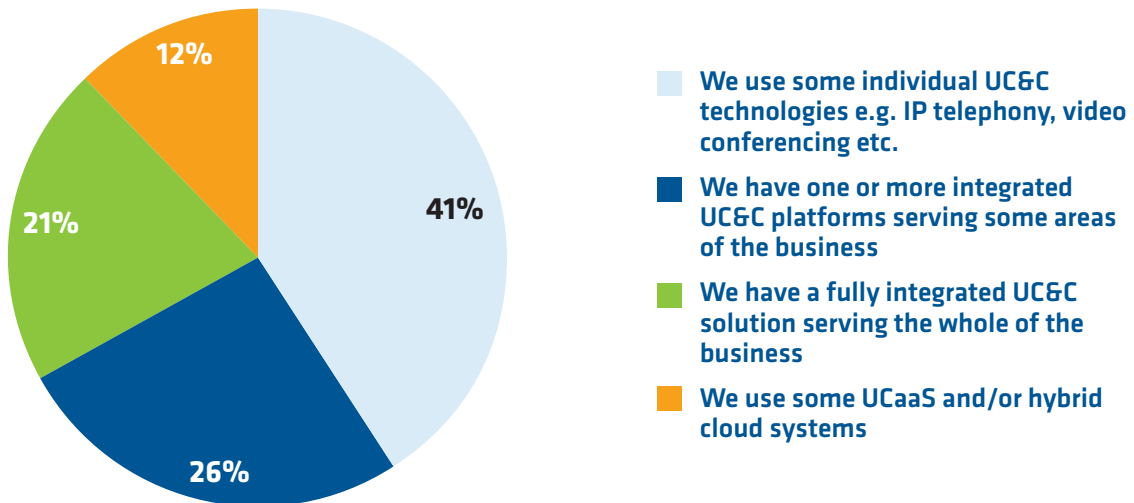 12%
41%
21%
26%
We use some individual UC&C
technologies e.g. IP telephony, video
conferencing etc.
We have one or more integrated
UC&C platforms serving some areas
of the business
We have a fully integrated UC&C
solution serving the whole of the
business
We use some UCaaS and/or hybrid
cloud systems